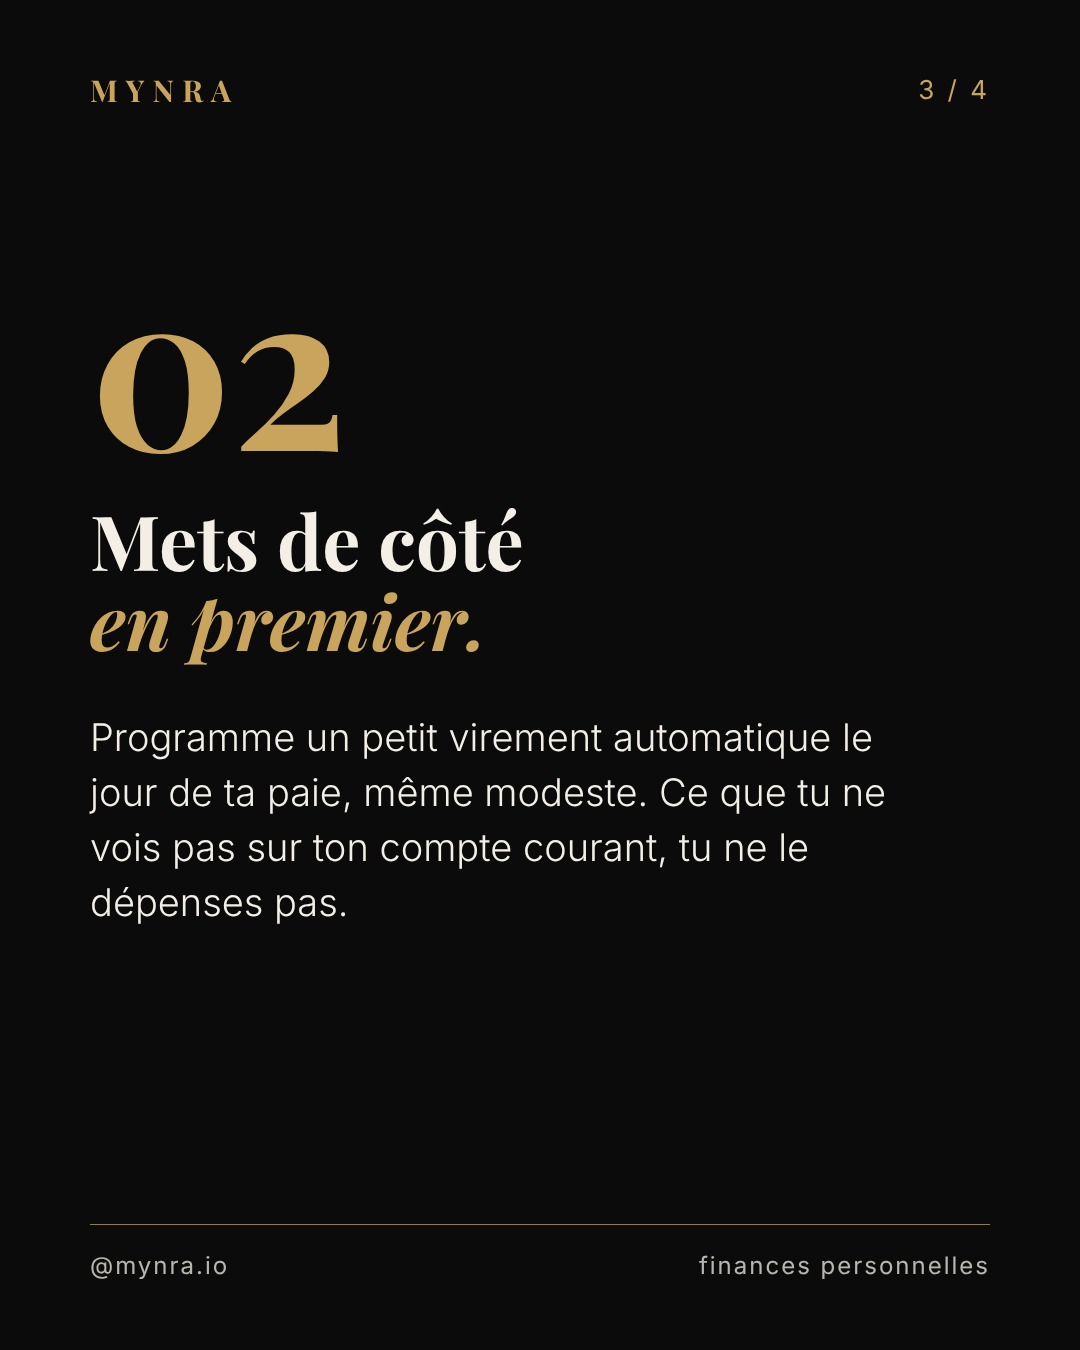 MYNRA
3 / 4
02
Mets de côté
en premier.
Programme un petit virement automatique le
jour de ta paie, même modeste. Ce que tu ne
vois pas sur ton compte courant, tu ne le
dépenses pas.
@mynra.io
finances personnelles